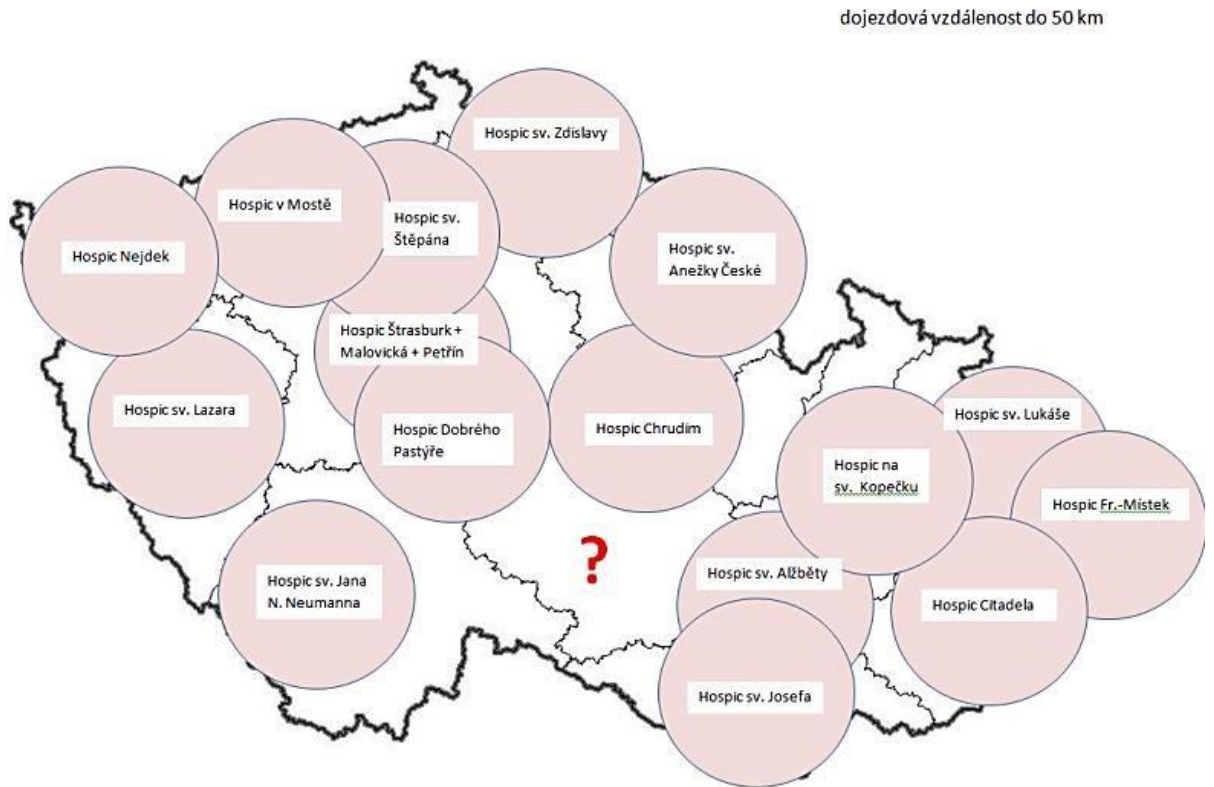 dojezdová vzdálenost do 50 km
Hospic sv. Zdislavy
Hospic v Mostě
Hospic sv.
Štěpána
Hospic Nejdek
Hospic sv.
Anežky České
Hospic Štrasburk +
Malovická + Petřín
Hospic sv. Lazara
Hospic Dobrého
Pastýře
Hospic Chrudim
Hospic sv. Lukáše
Hospic na
sv. Kopečku
Hospic Fr.-Místek
?
Hospic sv. Jana
N. Neumanna
Hospic sv. Alžběty
Hospic Citadela
Hospic sv. Josefa